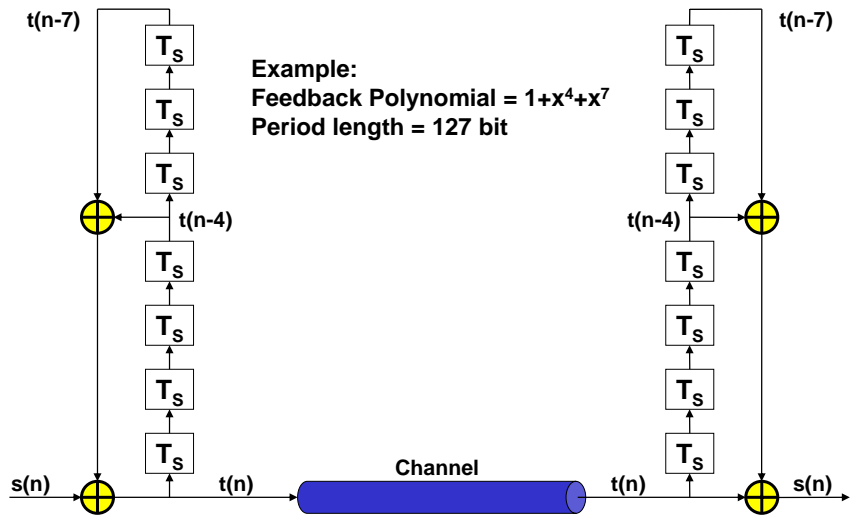 t(n-7)
t(n-7)
T_S
T_S
Example:
Feedback Polynomial = 1+x⁴+x⁷
Period length = 127 bit
T_S
T_S
T_S
T_S
t(n-4)
t(n-4)
T_S
T_S
T_S
T_S
T_S
T_S
T_S
T_S
Channel
s(n)
t(n)
t(n)
s(n)